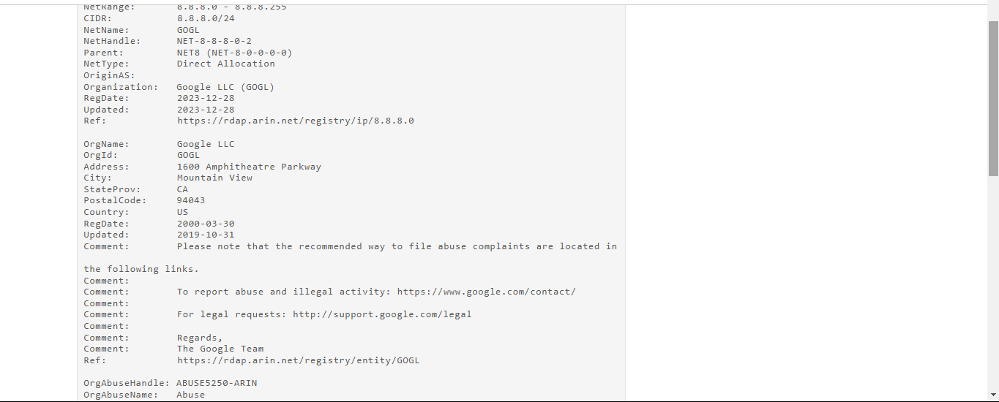 NetRange: 8.8.8.0 - 8.8.8.255
CIDR: 8.8.8.0/24
NetName: GOGL
NetHandle: NET-8-8-8-0-2
Parent: NET8 (NET-8-0-0-0-0)
NetType: Direct Allocation
OriginAS:
Organization: Google LLC (GOGL)
RegDate: 2023-12-28
Updated: 2023-12-28
Ref: https://rdap.arin.net/registry/ip/8.8.8.0
OrgName: Google LLC
OrgId: GOGL
Address: 1600 Amphitheatre Parkway
City: Mountain View
StateProv: CA
PostalCode: 94043
Country: US
RegDate: 2000-03-30
Updated: 2019-10-31
Comment: Please note that the recommended way to file abuse complaints are located in
the following links.
Comment:
Comment: To report abuse and illegal activity: https://www.google.com/contact/
Comment:
Comment: For legal requests: http://support.google.com/legal
Comment:
Comment: Regards,
Comment: The Google Team
Ref: https://rdap.arin.net/registry/entity/GOGL
OrgAbuseHandle: ABUSE5250-ARIN
OrgAbuseName: Abuse